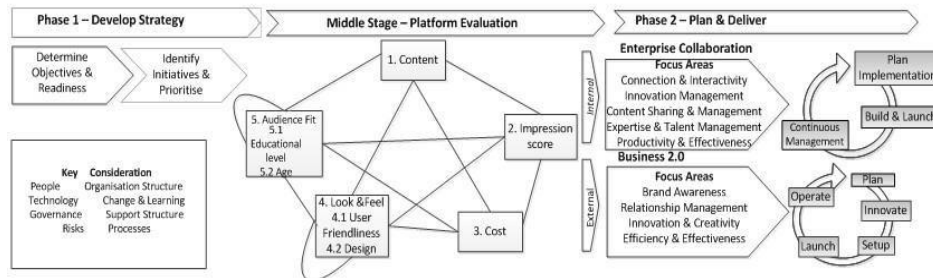 Phase 1 – Develop Strategy
Middle Stage – Platform Evaluation
Phase 2 – Plan & Deliver
Determine
Objectives &
Readiness
Identify
Initiatives &
Prioritise
Key Consideration
People Organisation Structure
Technology Change & Learning
Governance Support Structure
Risks Processes
1. Content
2. Impression
score
3. Cost
4. Look &Feel
4.1 User
Friendliness
4.2 Design
5. Audience Fit
5.1
Educational
level
5.2 Age
Internal
Enterprise Collaboration
Focus Areas
Connection & Interactivity
Innovation Management
Content Sharing & Management
Expertise & Talent Management
Productivity & Effectiveness
Plan
Implementation
Build & Launch
Continuous
Management
External
Business 2.0
Focus Areas
Brand Awareness
Relationship Management
Innovation & Creativity
Efficiency & Effectiveness
Plan
Innovate
Setup
Launch
Operate